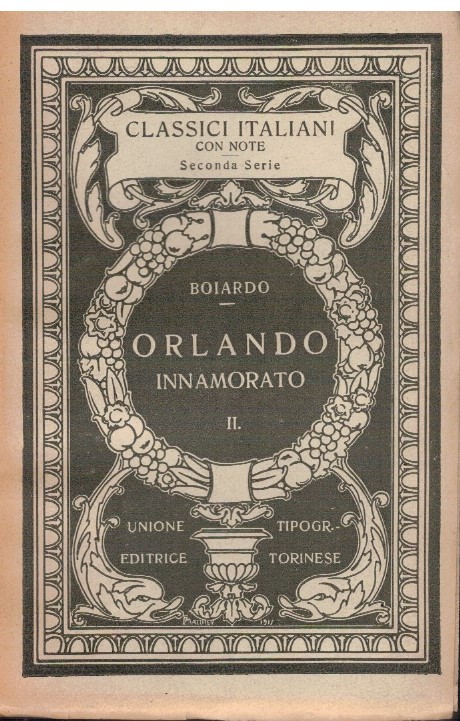 CLASSICI ITALIANI
CON NOTE
Seconda Serie
BOIARDO
ORLANDO
INNAMORATO
II.
UNIONE TIPOGR.
EDITRICE TORINESE